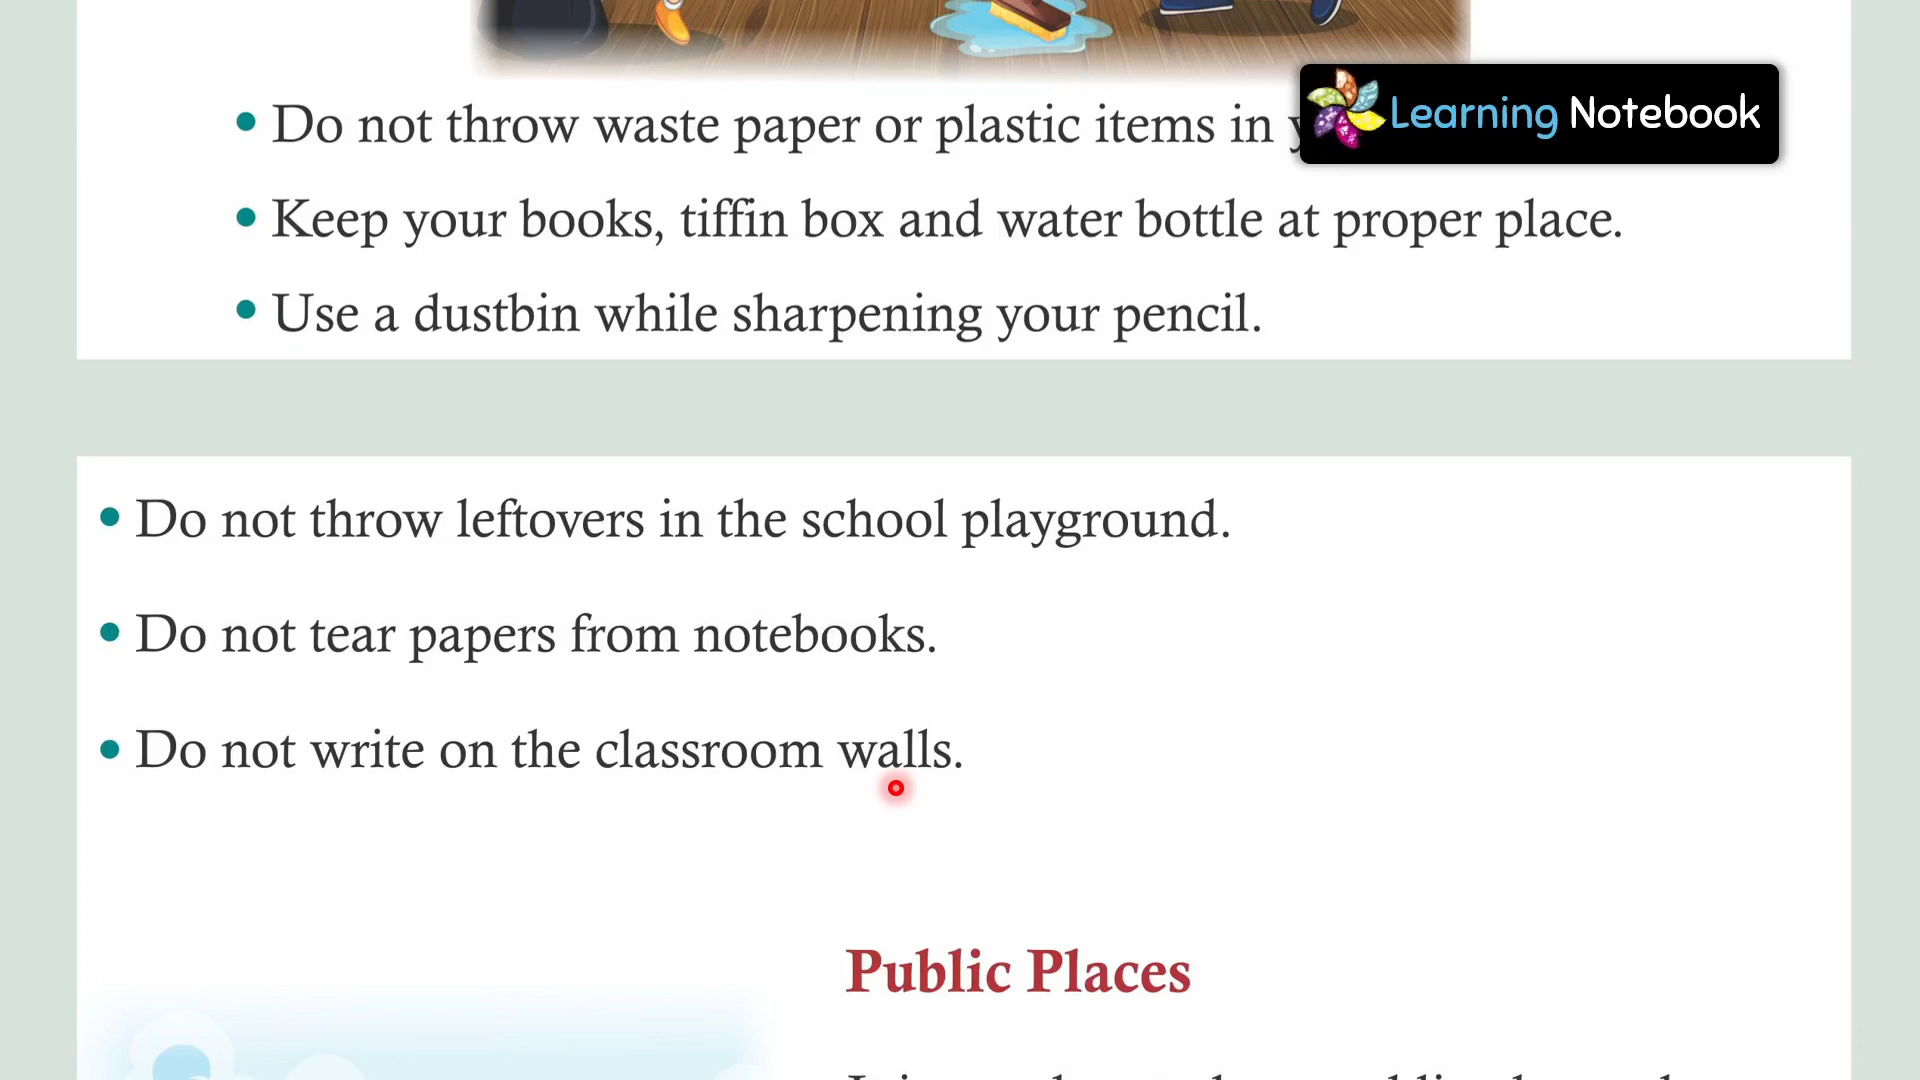 • Do not throw waste paper or plastic items in
Learning Notebook
• Keep your books, tiffin box and water bottle at proper place.
• Use a dustbin while sharpening your pencil.
• Do not throw leftovers in the school playground.
• Do not tear papers from notebooks.
• Do not write on the classroom walls.
Public Places